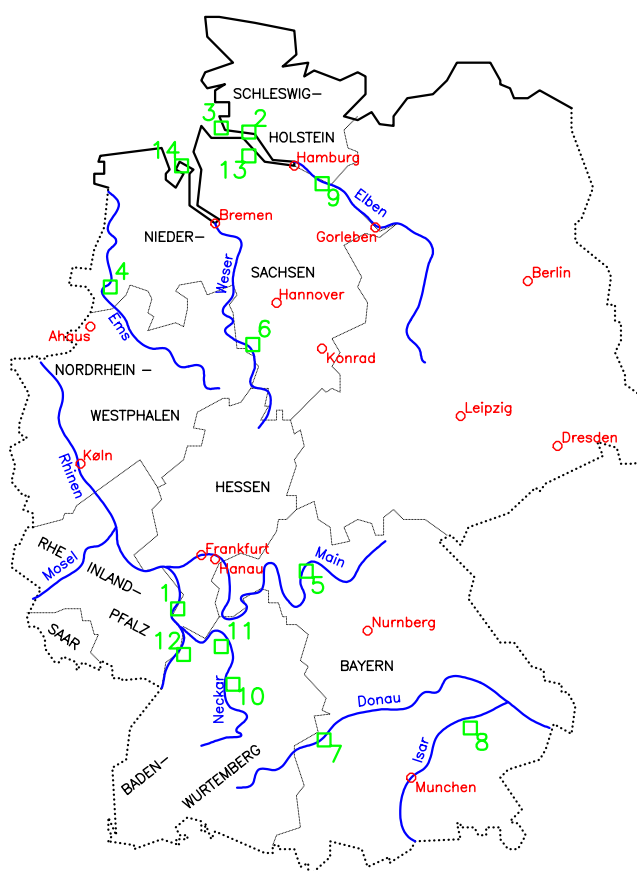 SCHLESWIG–
3
2
HOLSTEIN
14
13
Hamburg
9
Elben
Bremen
Gorleben
NIEDER–
4
Weser
SACHSEN
Berlin
Hannover
Ems
Ahaus
6
Konrad
NORDRHEIN –
WESTPHALEN
Leipzig
Dresden
Køln
Rhinen
HESSEN
RHE
INLAND–
PFALZ
Mosel
Frankfurt
Hanau
Main
5
1
SAAR
12
11
Nurnberg
BAYERN
10
Neckar
Donau
7
Isar
8
BADEN–
WURTEMBERG
Munchen